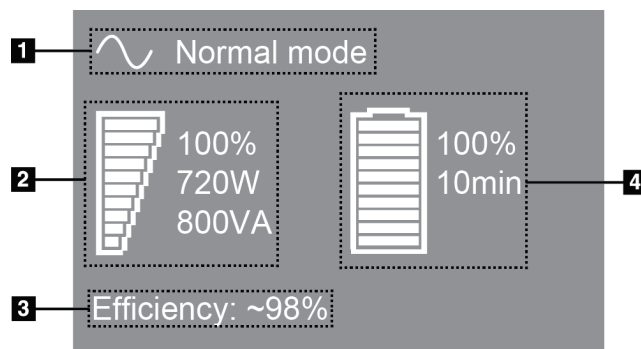 1
Normal mode
2
100%
720W
800VA
100%
10min
4
3
Efficiency: ~98%